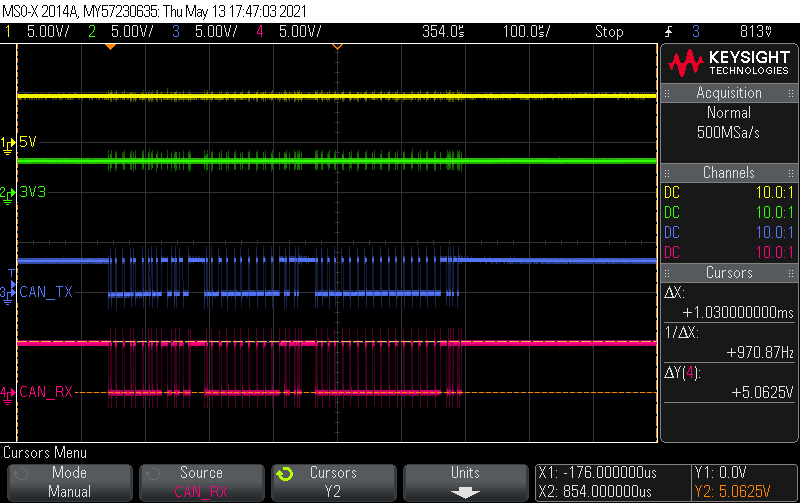 MSO-X 2014A, MY57230635: Thu May 13 17:47:03 2021
1 5.00V/ 2 5.00V/ 3 5.00V/ 4 5.00V/ 354.0s 100.0s/ Stop 3 813mV
KEYSIGHT
TECHNOLOGIES
Acquisition
Normal
500MSa/s
Channels
DC 10.0:1
DC 10.0:1
DC 10.0:1
DC 10.0:1
Cursors
ΔX:
+1.030000000ms
1/ΔX:
+970.87Hz
ΔY(4):
+5.0625V
1 5V
2 3V3
T
3 CAN_TX
4 CAN_RX
Cursors Menu
Mode
Manual
Source
CAN_RX
Cursors
Y2
Units
X1: -176.000000us
X2: 854.000000us
Y1: 0.0V
Y2: 5.0625V